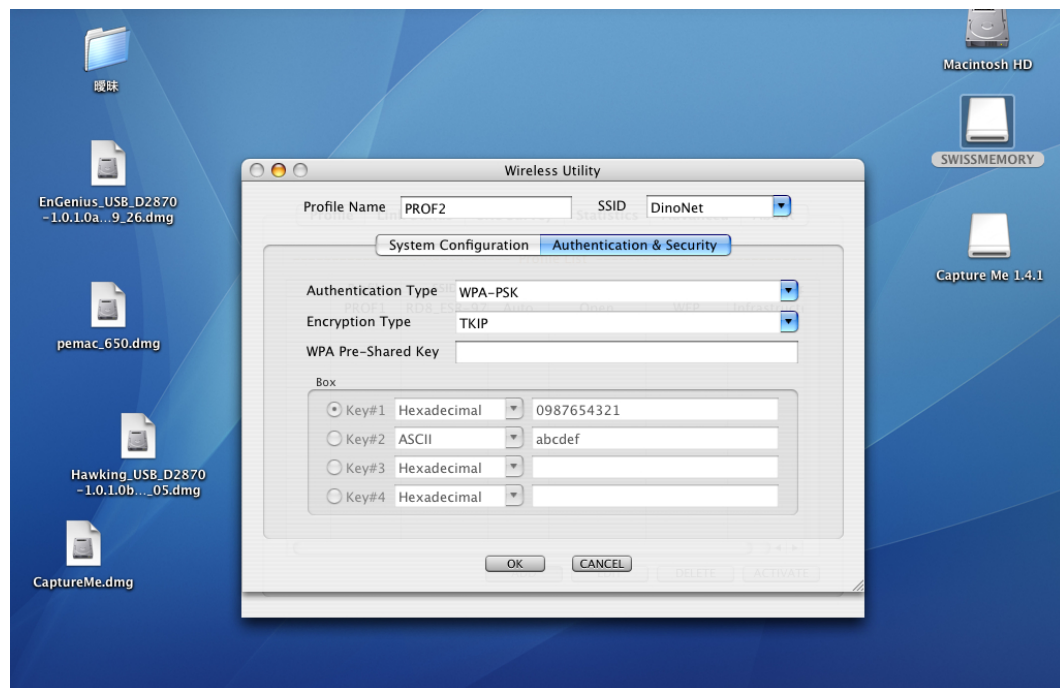 曖昧
EnGenius_USB_D2870
-1.0.1.0a...9_26.dmg
pemac_650.dmg
Hawking_USB_D2870
-1.0.1.0b..._05.dmg
CaptureMe.dmg
Macintosh HD
SWISSMEMORY
Capture Me 1.4.1
Wireless Utility
Profile Name PROF2 SSID DinoNet
System Configuration Authentication & Security
Authentication Type WPA-PSK
Encryption Type TKIP
WPA Pre-Shared Key
Box
Key#1 Hexadecimal 0987654321
Key#2 ASCII abcdef
Key#3 Hexadecimal
Key#4 Hexadecimal
OK CANCEL
DELETE ACTIVATE